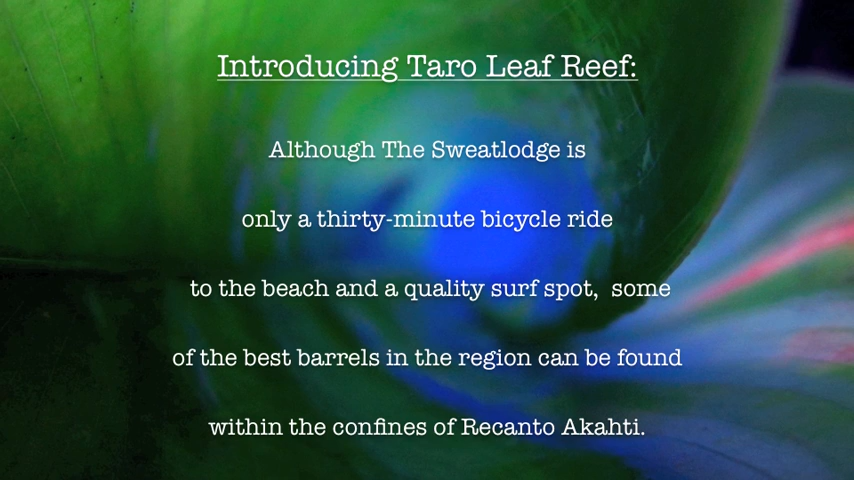 Introducing Taro Leaf Reef:
Although The Sweatlodge is
only a thirty-minute bicycle ride
to the beach and a quality surf spot,  some
of the best barrels in the region can be found
within the confines of Recanto Akahti.